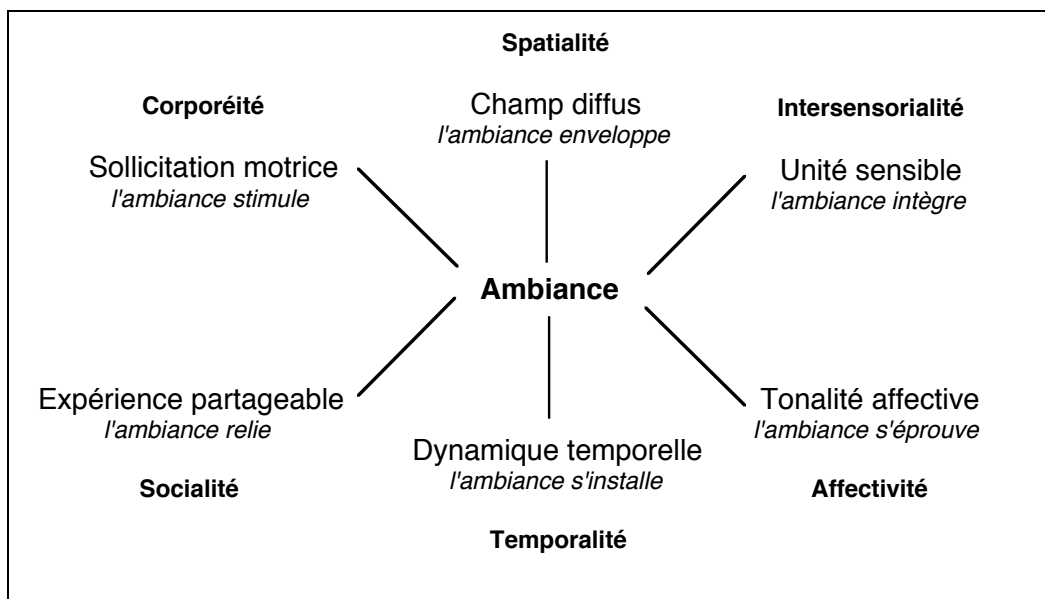 Spatialité
Champ diffus
l'ambiance enveloppe
Corporéité
Sollicitation motrice
l'ambiance stimule
Intersensorialité
Unité sensible
l'ambiance intègre
Ambiance
Expérience partageable
l'ambiance relie
Socialité
Dynamique temporelle
l'ambiance s'installe
Temporalité
Tonalité affective
l'ambiance s'éprouve
Affectivité